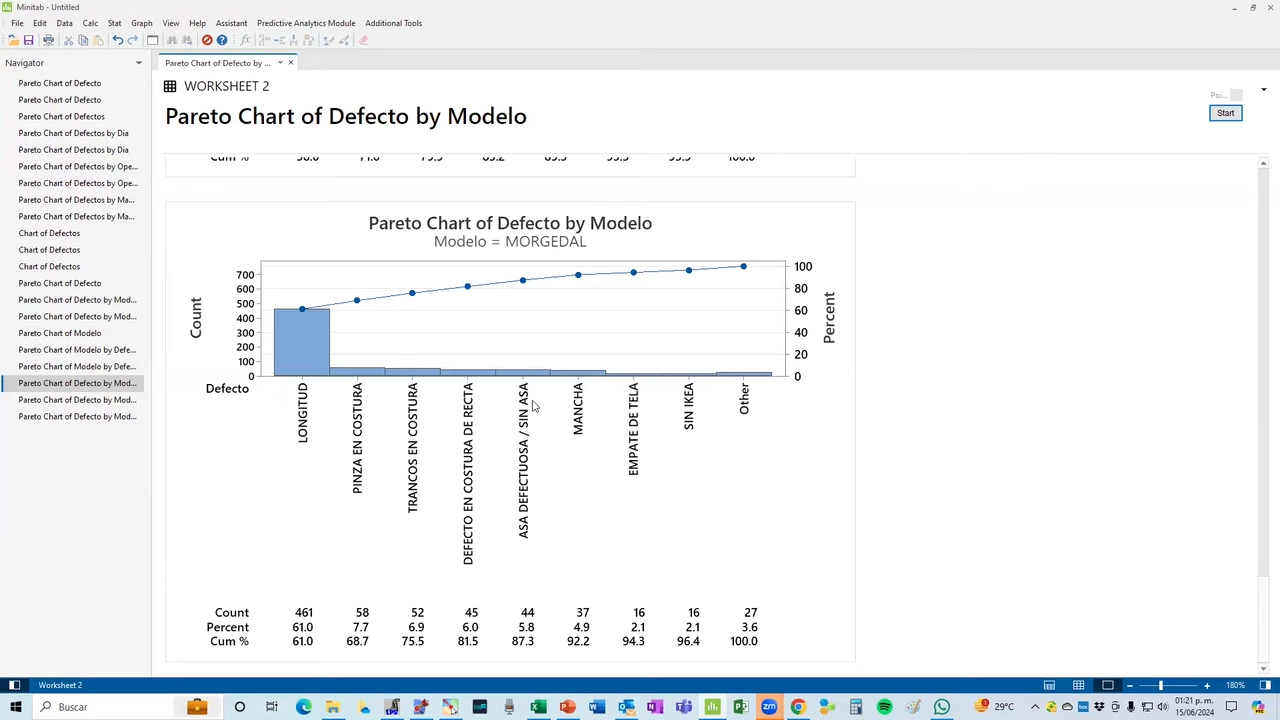 Minitab - Untitled
File Edit Data Calc Stat Graph View Help Assistant Predictive Analytics Module Additional Tools
Navigator
Pareto Chart of Defecto by ...
Pareto Chart of Defecto
Pareto Chart of Defecto
Pareto Chart of Defectos
Pareto Chart of Defectos by Dia
Pareto Chart of Defectos by Dia
Pareto Chart of Defectos by Ope...
Pareto Chart of Defectos by Ope...
Pareto Chart of Defectos by Ma...
Pareto Chart of Defectos by Ma...
Chart of Defectos
Chart of Defectos
Chart of Defectos
Pareto Chart of Defecto
Pareto Chart of Defecto by Mod...
Pareto Chart of Defecto by Mod...
Pareto Chart of Modelo
Pareto Chart of Modelo by Defe...
Pareto Chart of Modelo by Defe...
Pareto Chart of Defecto by Mod...
Pareto Chart of Defecto by Mod...
Pareto Chart of Defecto by Mod...
WORKSHEET 2
Pareto Chart of Defecto by Modelo
Poi...
Start
Cum % 100.0
Pareto Chart of Defecto by Modelo
Modelo = MORGEDAL
Count
700
600
500
400
300
200
100
0
100
80
60
40
20
0
Percent
Defecto
LONGITUD
PINZA EN COSTURA
TRANCOS EN COSTURA
DEFECTO EN COSTURA DE RECTA
ASA DEFECTUOSA / SIN ASA
MANCHA
EMPATE DE TELA
SIN IKEA
Other
Count 461 58 52 45 44 37 16 16 27
Percent 61.0 7.7 6.9 6.0 5.8 4.9 2.1 2.1 3.6
Cum % 61.0 68.7 75.5 81.5 87.3 92.2 94.3 96.4 100.0
Worksheet 2
180%
Buscar
29°C
01:21 p. m.
15/06/2024